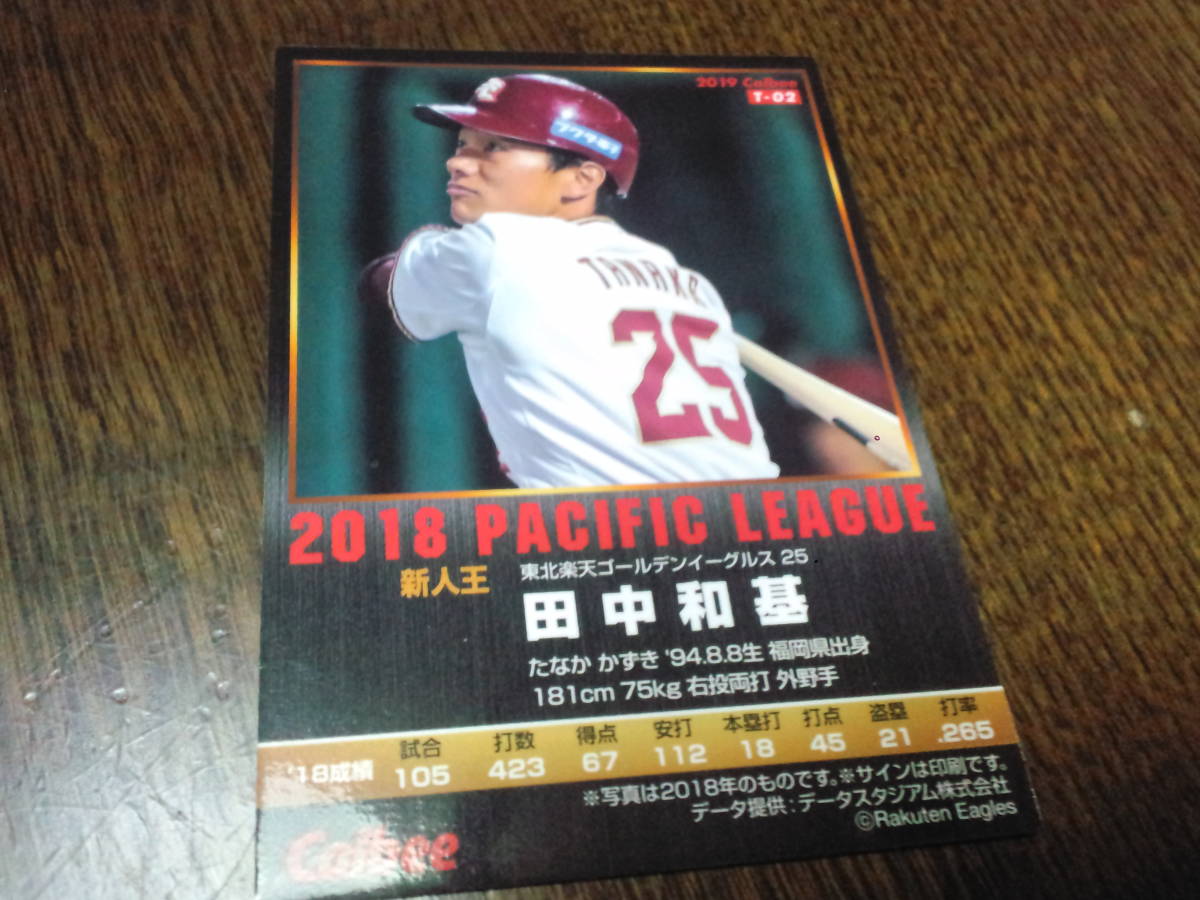 2019 Calbee
T-02
TANAKA
25
2018 PACIFIC LEAGUE
新人王
東北楽天ゴールデンイーグルス 25
田中和基
たなか かずき '94.8.8生 福岡県出身
181cm 75kg 右投両打 外野手
試合 打数 得点 安打 本塁打 打点 盗塁 打率
'18成績 105 423 67 112 18 45 21 .265
※写真は2018年のものです。※サインは印刷です。
データ提供：データスタジアム株式会社
©Rakuten Eagles
Calbee